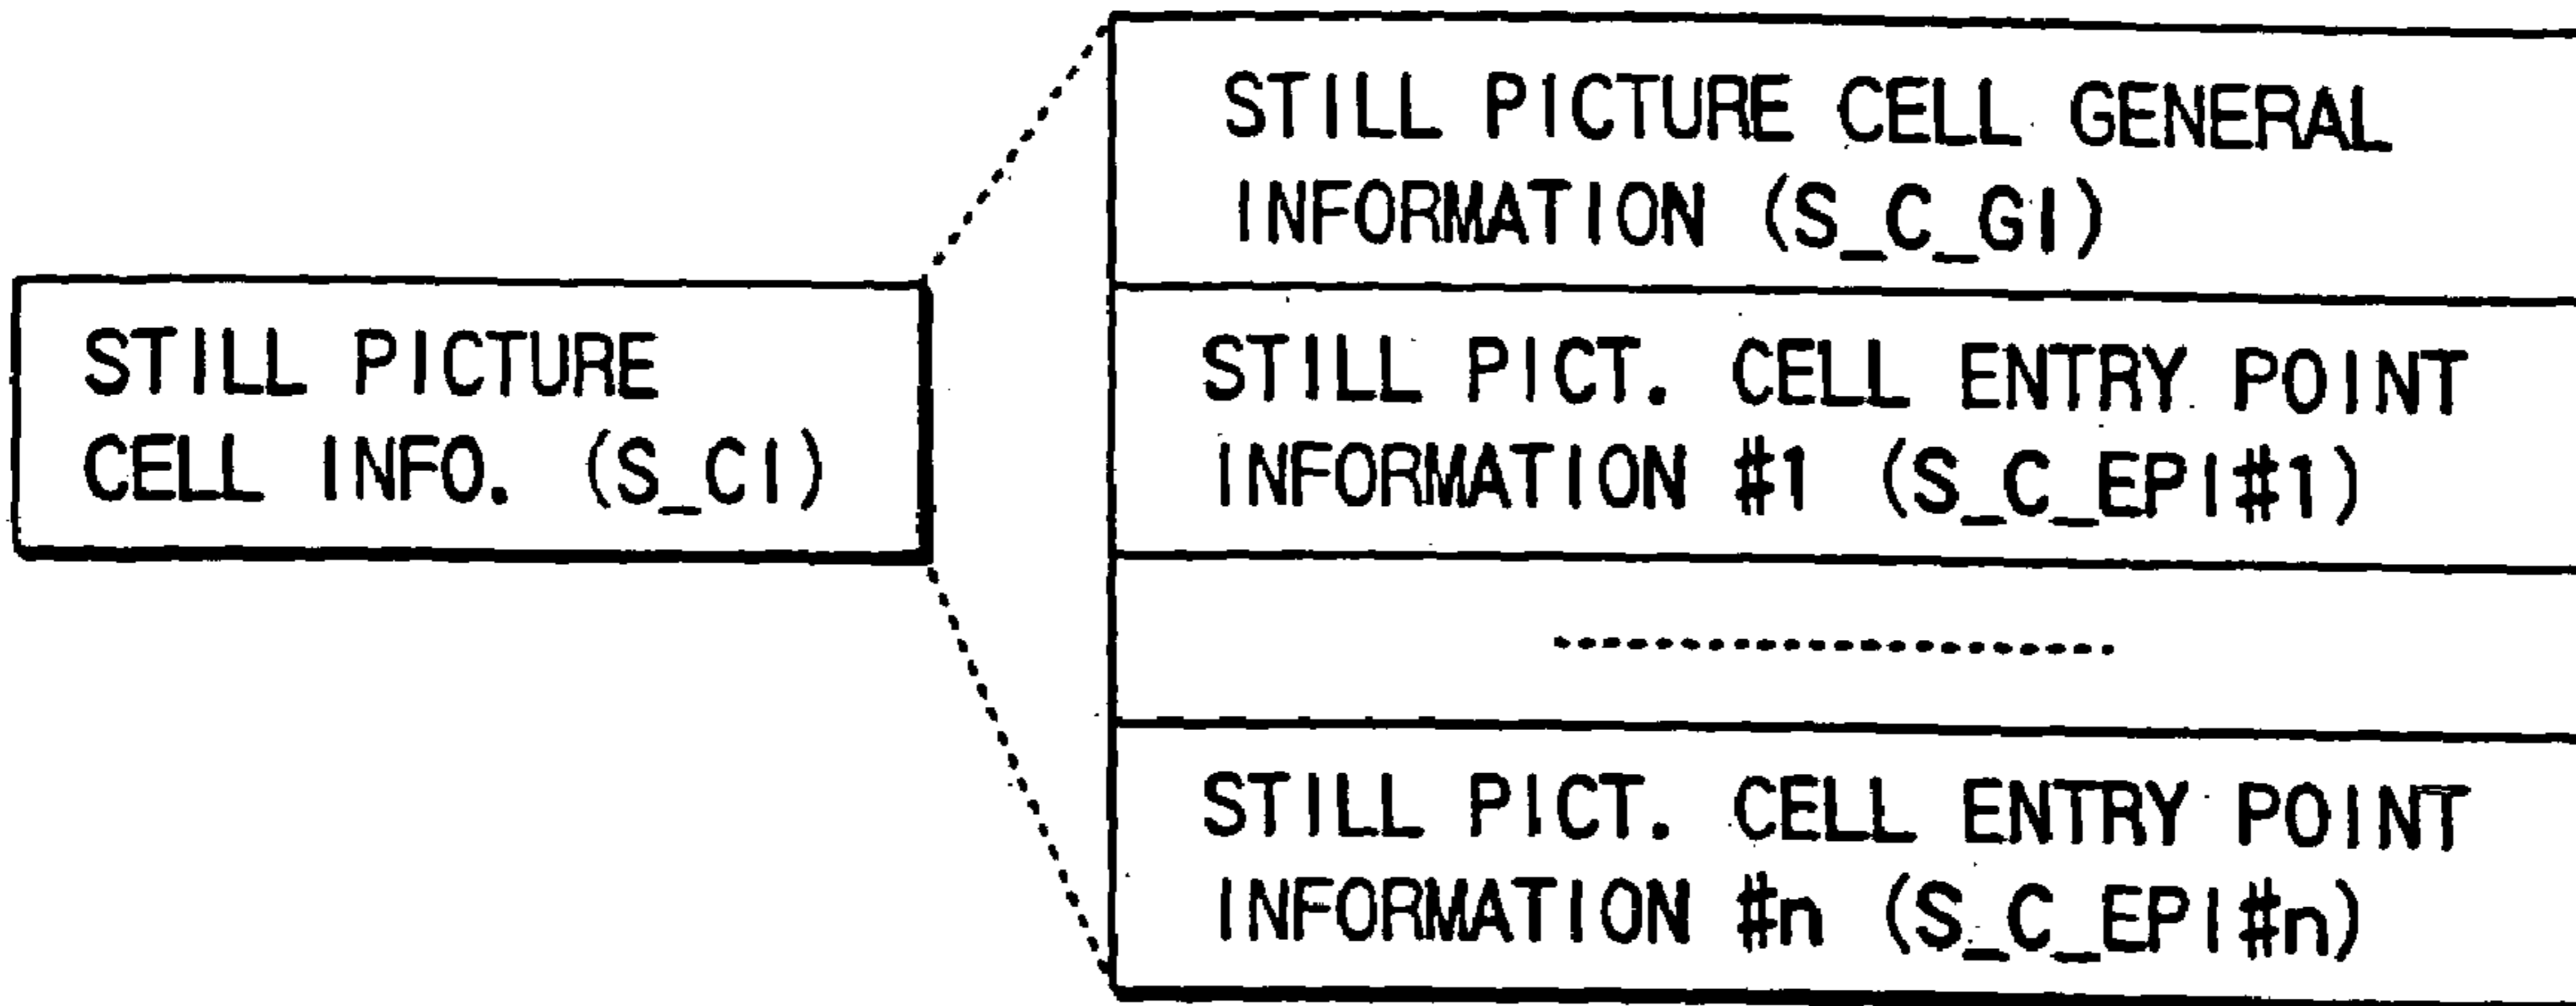 STILL PICTURE
CELL INFO. (S_CI)
STILL PICTURE CELL GENERAL
INFORMATION (S_C_GI)
STILL PICT. CELL ENTRY POINT
INFORMATION #1 (S_C_EPI#1)
STILL PICT. CELL ENTRY POINT
INFORMATION #n (S_C_EPI#n)